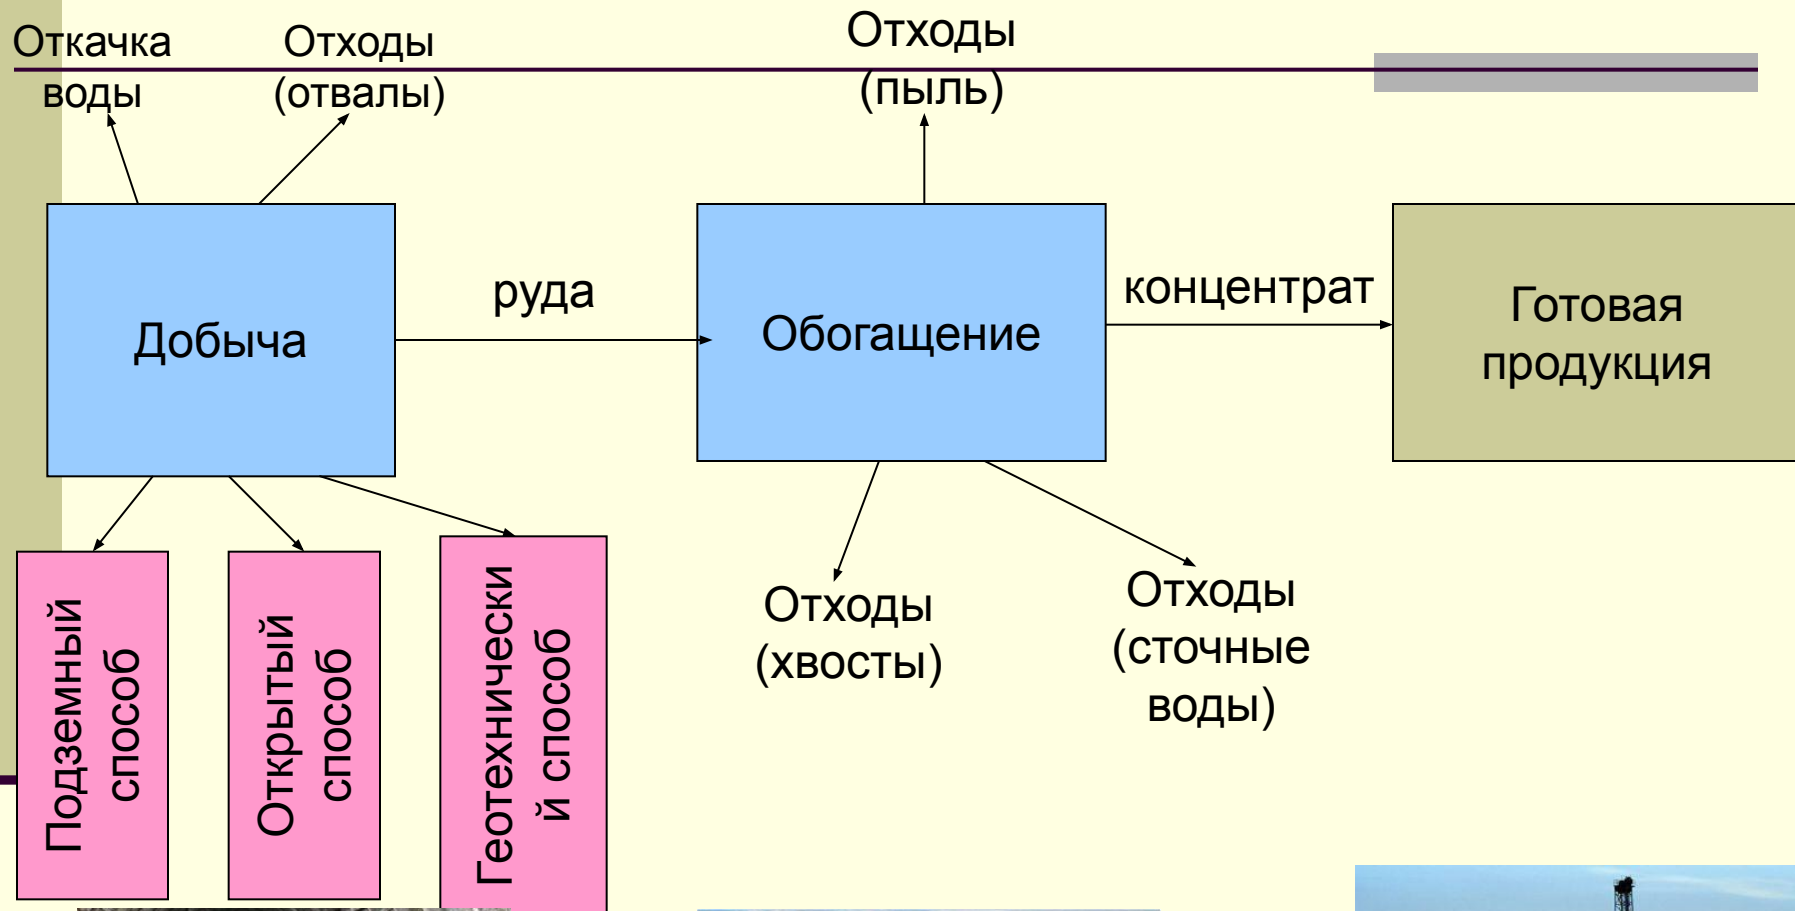 Откачка
воды
Отходы
(отвалы)
Отходы
(пыль)
Добыча
руда
Обогащение
концентрат
Готовая
продукция
Подземный
способ
Открытый
способ
Геотехнически
й способ
Отходы
(хвосты)
Отходы
(сточные
воды)